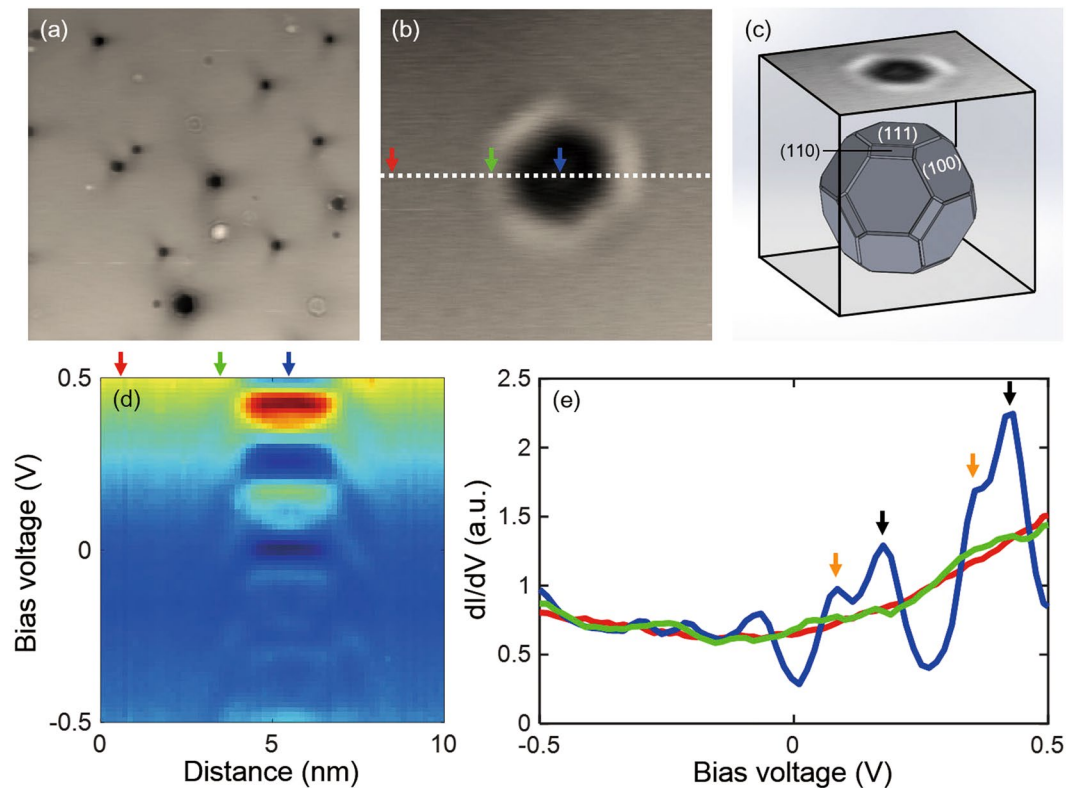 (a)
(b)
(c)
(111)
(110)
(100)
(d)
0.5
0
-0.5
Bias voltage (V)
0
5
10
Distance (nm)
(e)
2.5
2
1.5
1
0.5
0
dI/dV (a.u.)
-0.5
0
0.5
Bias voltage (V)